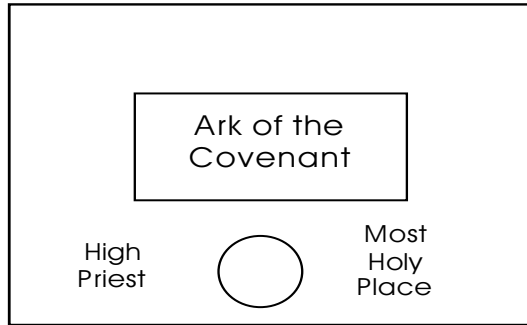 Ark of the
Covenant
High
Priest
Most
Holy
Place